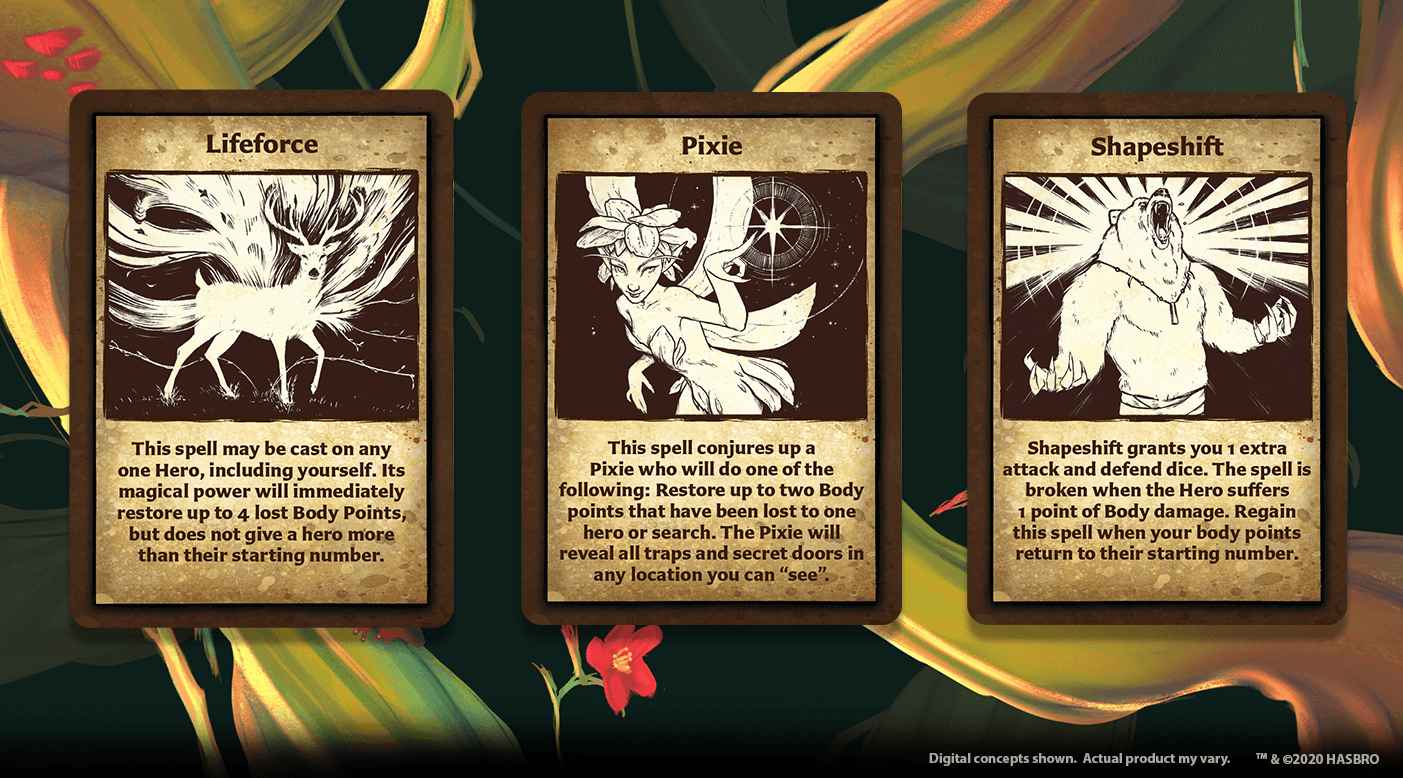 Lifeforce
This spell may be cast on any
one Hero, including yourself. Its
magical power will immediately
restore up to 4 lost Body Points,
but does not give a hero more
than their starting number.
Pixie
This spell conjures up a
Pixie who will do one of the
following: Restore up to two Body
points that have been lost to one
hero or search. The Pixie will
reveal all traps and secret doors in
any location you can “see”.
Shapeshift
Shapeshift grants you 1 extra
attack and defend dice. The spell is
broken when the Hero suffers
1 point of Body damage. Regain
this spell when your body points
return to their starting number.
Digital concepts shown. Actual product my vary. ™ & ©2020 HASBRO